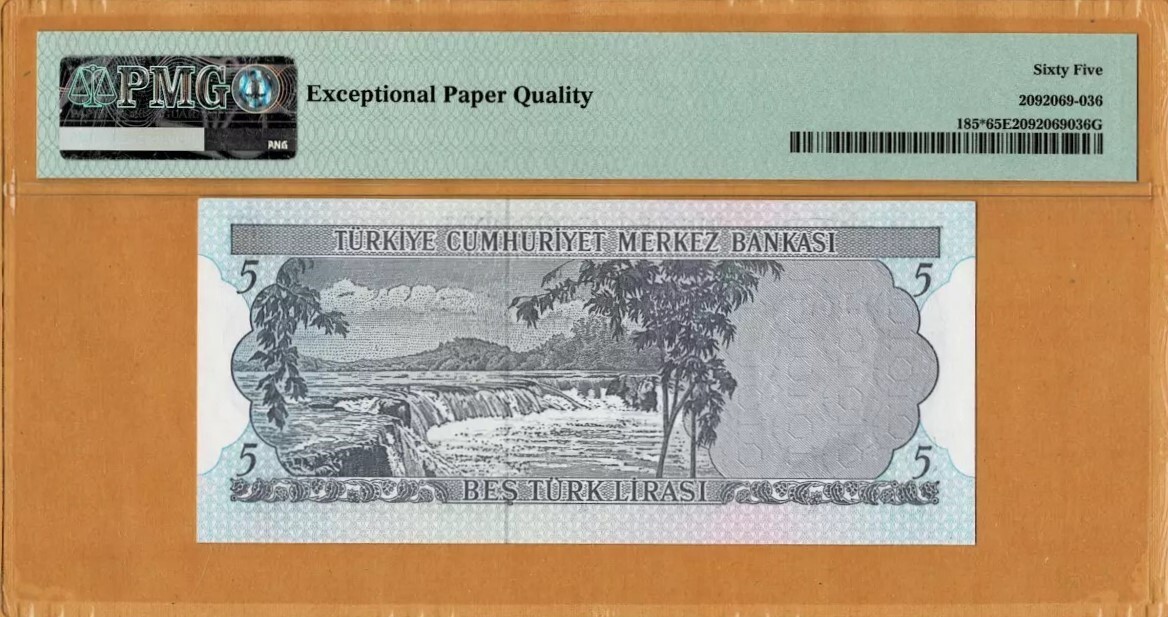 PMG
PNG
Exceptional Paper Quality
Sixty Five
2092069-036
185*65E2092069036G
TÜRKİYE CUMHURİYET MERKEZ BANKASI
5
5
5
5
BEŞ TÜRK LİRASI